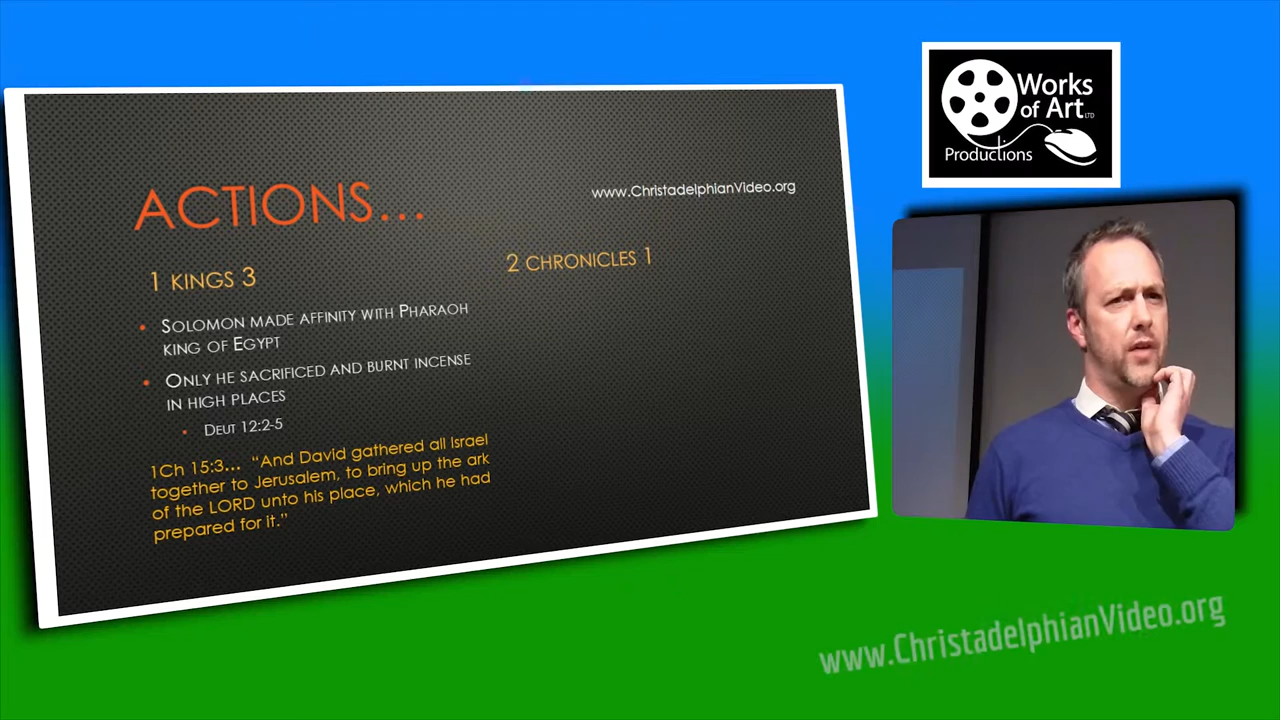 Works
of Art LTD
Productions
ACTIONS...
www.ChristadelphianVideo.org
1 KINGS 3
2 CHRONICLES 1
• SOLOMON MADE AFFINITY WITH PHARAOH
KING OF EGYPT
• ONLY HE SACRIFICED AND BURNT INCENSE
IN HIGH PLACES
• DEUT 12:2-5
1Ch 15:3... “And David gathered all Israel
together to Jerusalem, to bring up the ark
of the LORD unto his place, which he had
prepared for it.”
www.ChristadelphianVideo.org